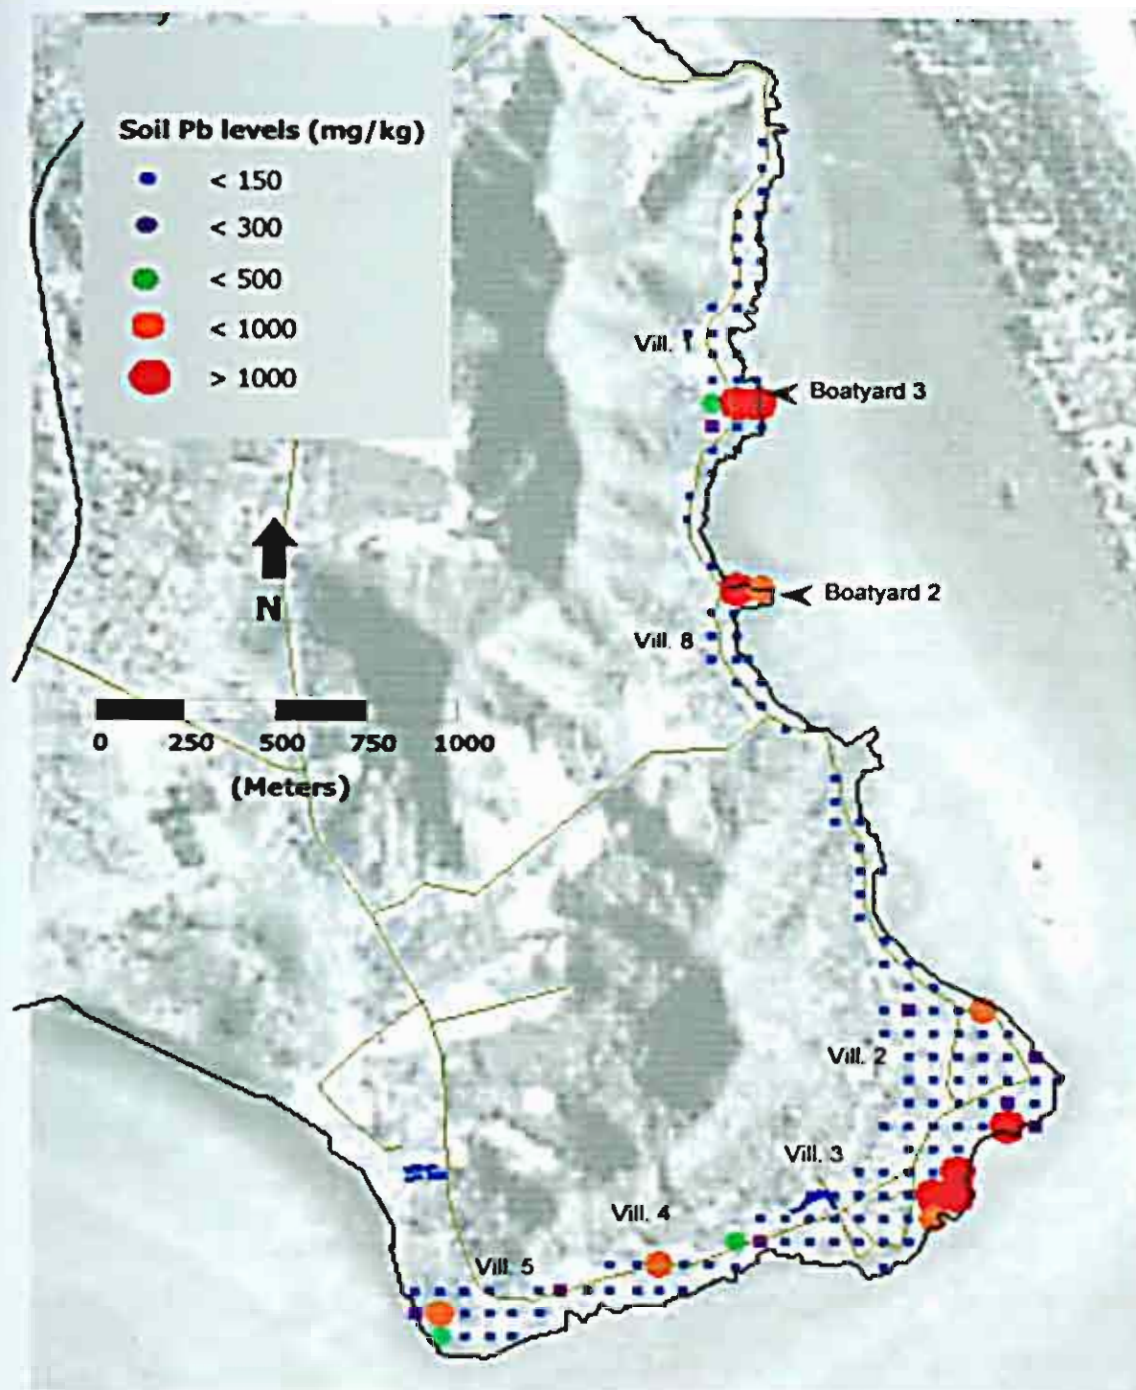 Soil Pb levels (mg/kg)
< 150
< 300
< 500
< 1000
> 1000
Vill. 1
Boatyard 3
Boatyard 2
N
Vill. 8
0 250 500 750 1000
(Meters)
Vill. 2
Vill. 3
Vill. 4
Vill. 5